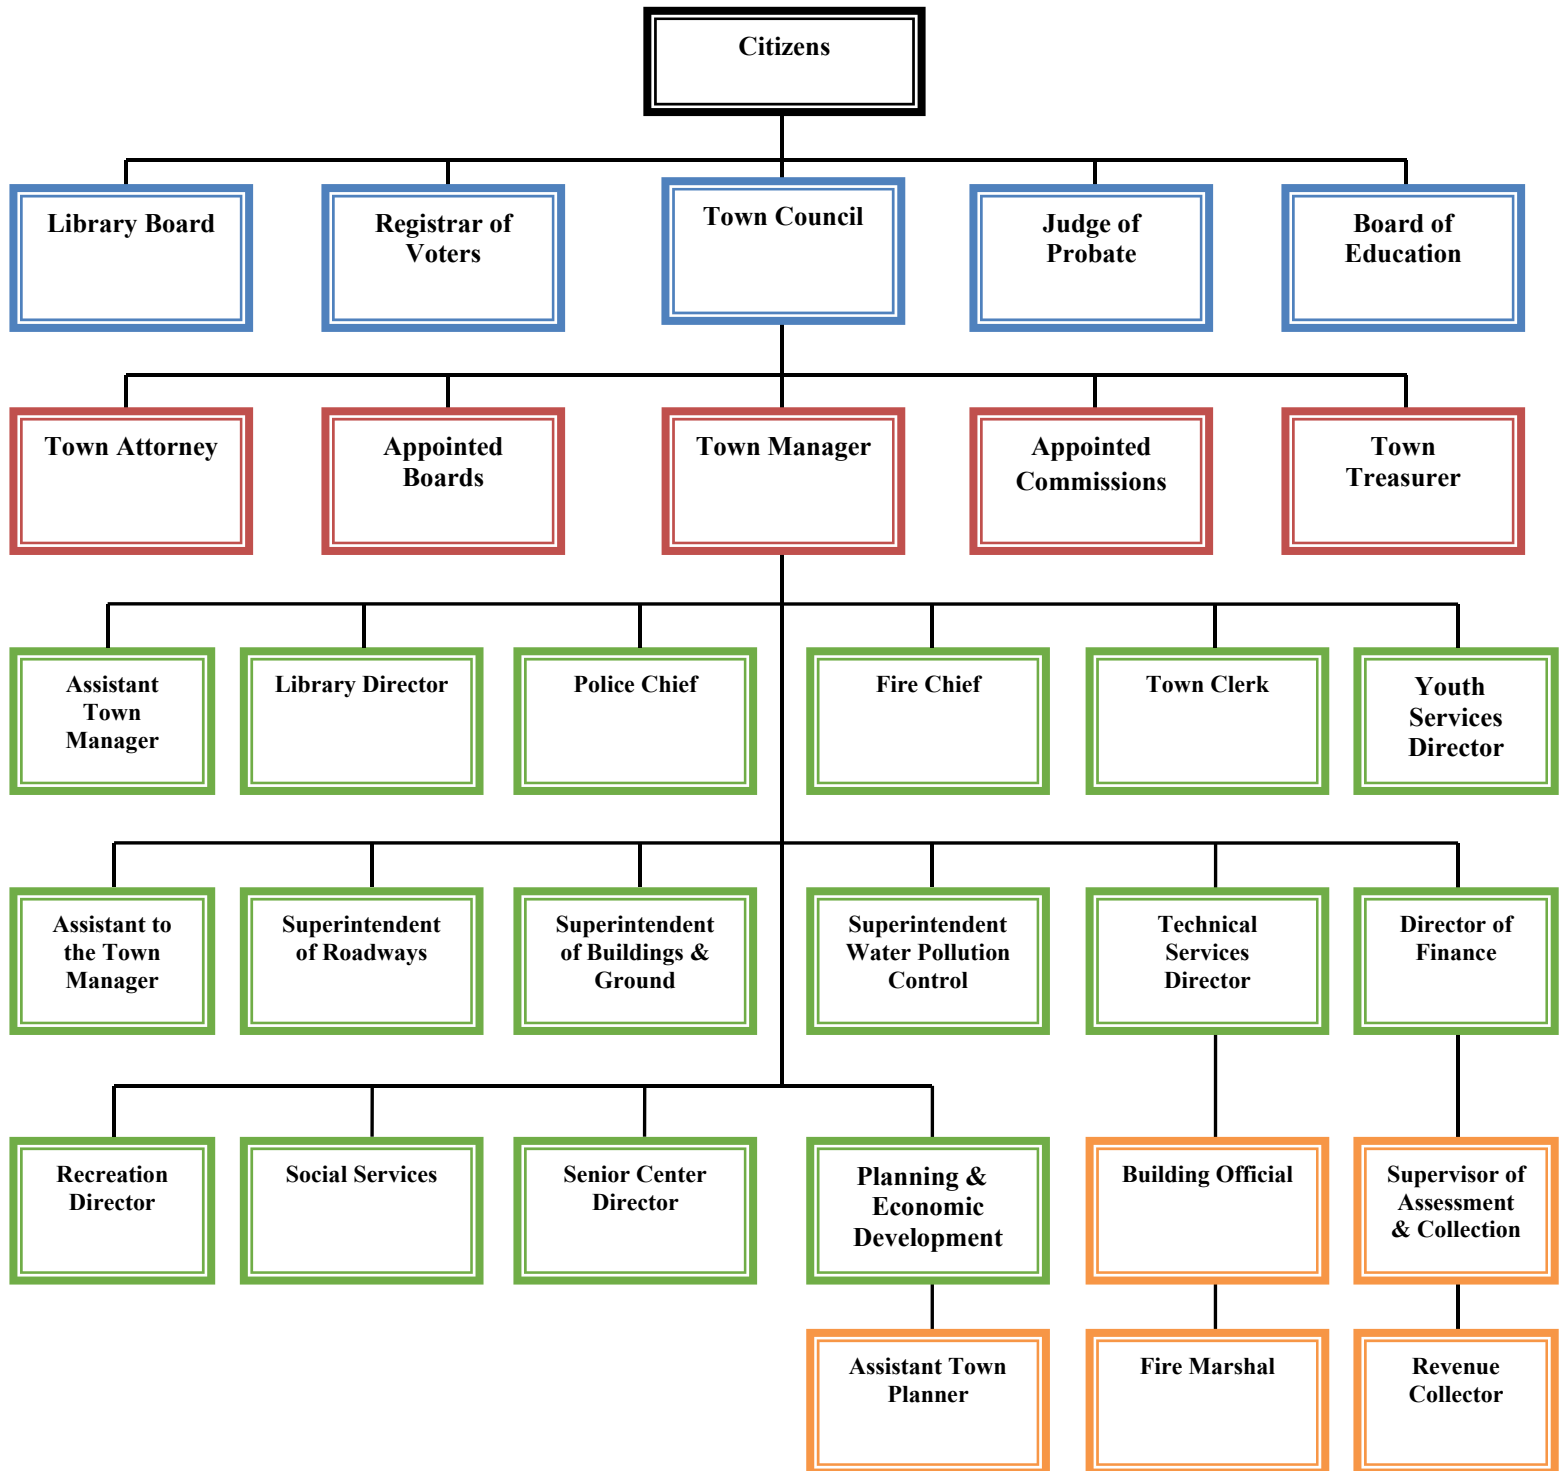 Citizens
Library Board
Registrar of
Voters
Town Council
Judge of
Probate
Board of
Education
Town Attorney
Appointed
Boards
Town Manager
Appointed
Commissions
Town
Treasurer
Assistant
Town
Manager
Library Director
Police Chief
Fire Chief
Town Clerk
Youth
Services
Director
Assistant to
the Town
Manager
Superintendent
of Roadways
Superintendent
of Buildings &
Ground
Superintendent
Water Pollution
Control
Technical
Services
Director
Director of
Finance
Recreation
Director
Social Services
Senior Center
Director
Planning &
Economic
Development
Building Official
Supervisor of
Assessment
& Collection
Assistant Town
Planner
Fire Marshal
Revenue
Collector